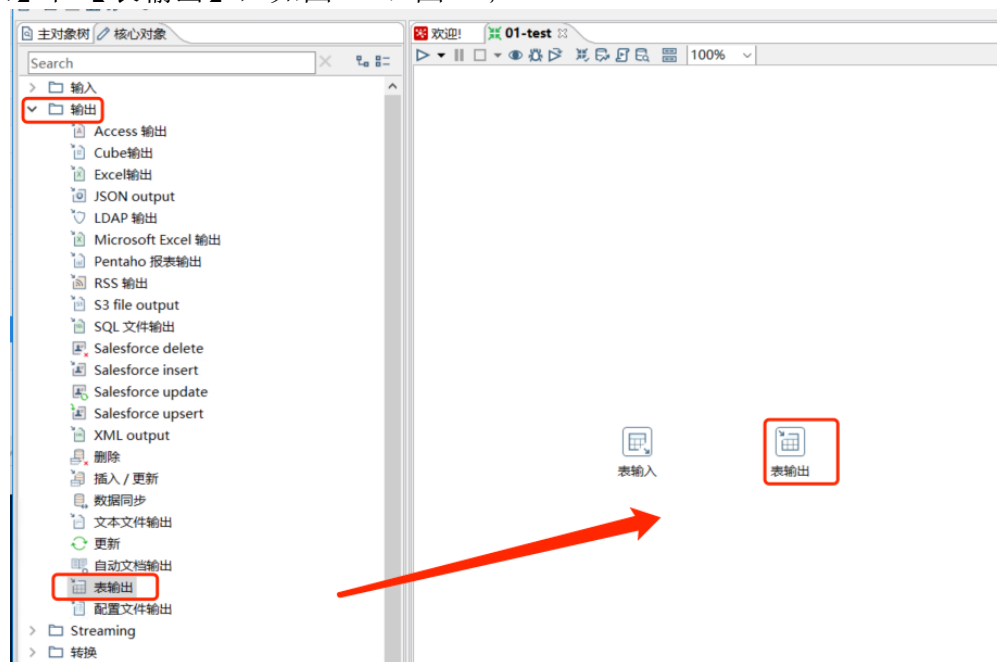 主对象树 核心对象
欢迎! 01-test
Search
100%
输入
输出
Access 输出
Cube输出
Excel输出
JSON output
LDAP 输出
Microsoft Excel 输出
Pentaho 报表输出
RSS 输出
S3 file output
SQL 文件输出
Salesforce delete
Salesforce insert
Salesforce update
Salesforce upsert
XML output
删除
插入 / 更新
数据同步
文本文件输出
更新
自动文档输出
表输出
配置文件输出
Streaming
转换
表输入
表输出